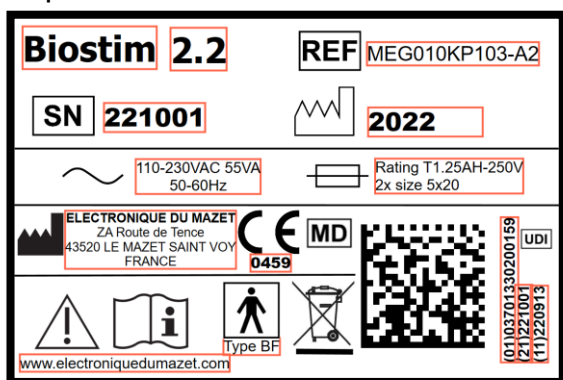 Biostim 2.2
REF MEG010KP103-A2
SN 221001
2022
110-230VAC 55VA
50-60Hz
Rating T1.25AH-250V
2x size 5x20
ELECTRONIQUE DU MAZET
ZA Route de Tence
43520 LE MAZET SAINT VOY
FRANCE
CE
0459
MD
UDI
(01)03701330200159
(21)221001
(11)220913
Type BF
www.electroniquedumazet.com